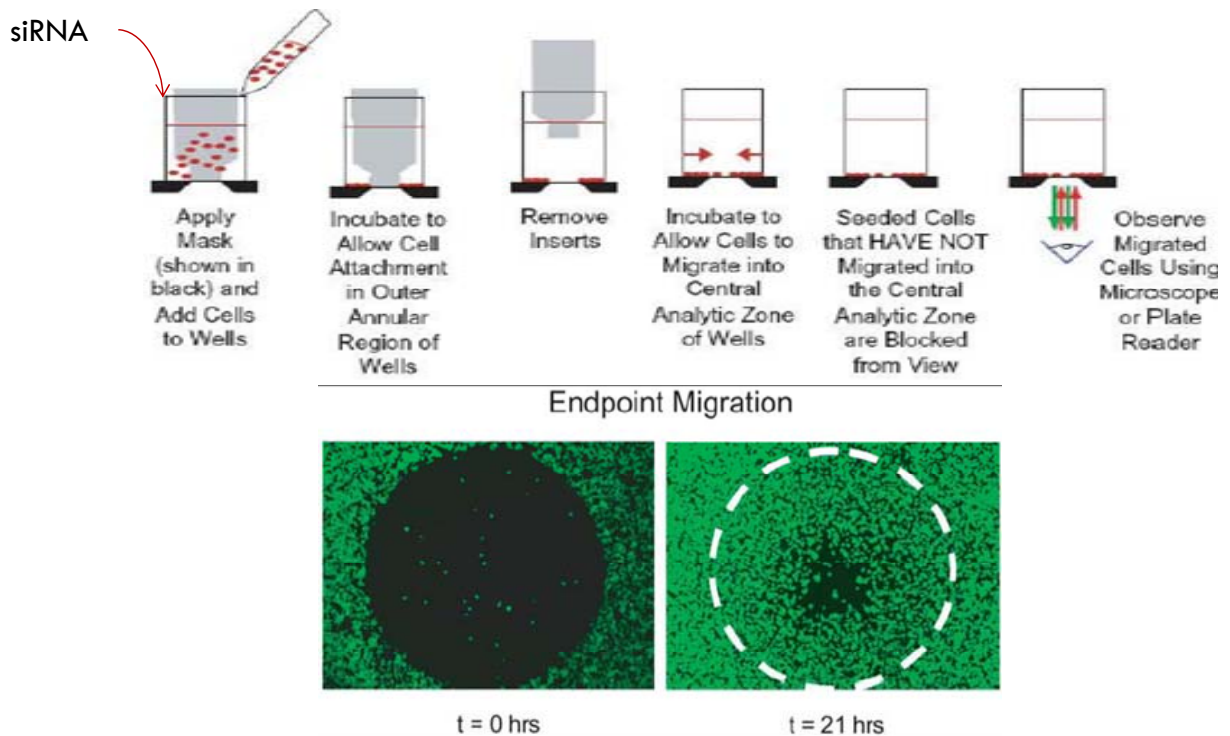 siRNA
Apply
Mask
(shown in
black) and
Add Cells
to Wells
Incubate to
Allow Cell
Attachment
in Outer
Annular
Region of
Wells
Remove
Inserts
Incubate to
Allow Cells to
Migrate into
Central
Analytic Zone
of Wells
Seeded Cells
that HAVE NOT
Migrated into
the Central
Analytic Zone
are Blocked
from View
Observe
Migrated
Cells Using
Microscope
or Plate
Reader
Endpoint Migration
t = 0 hrs
t = 21 hrs